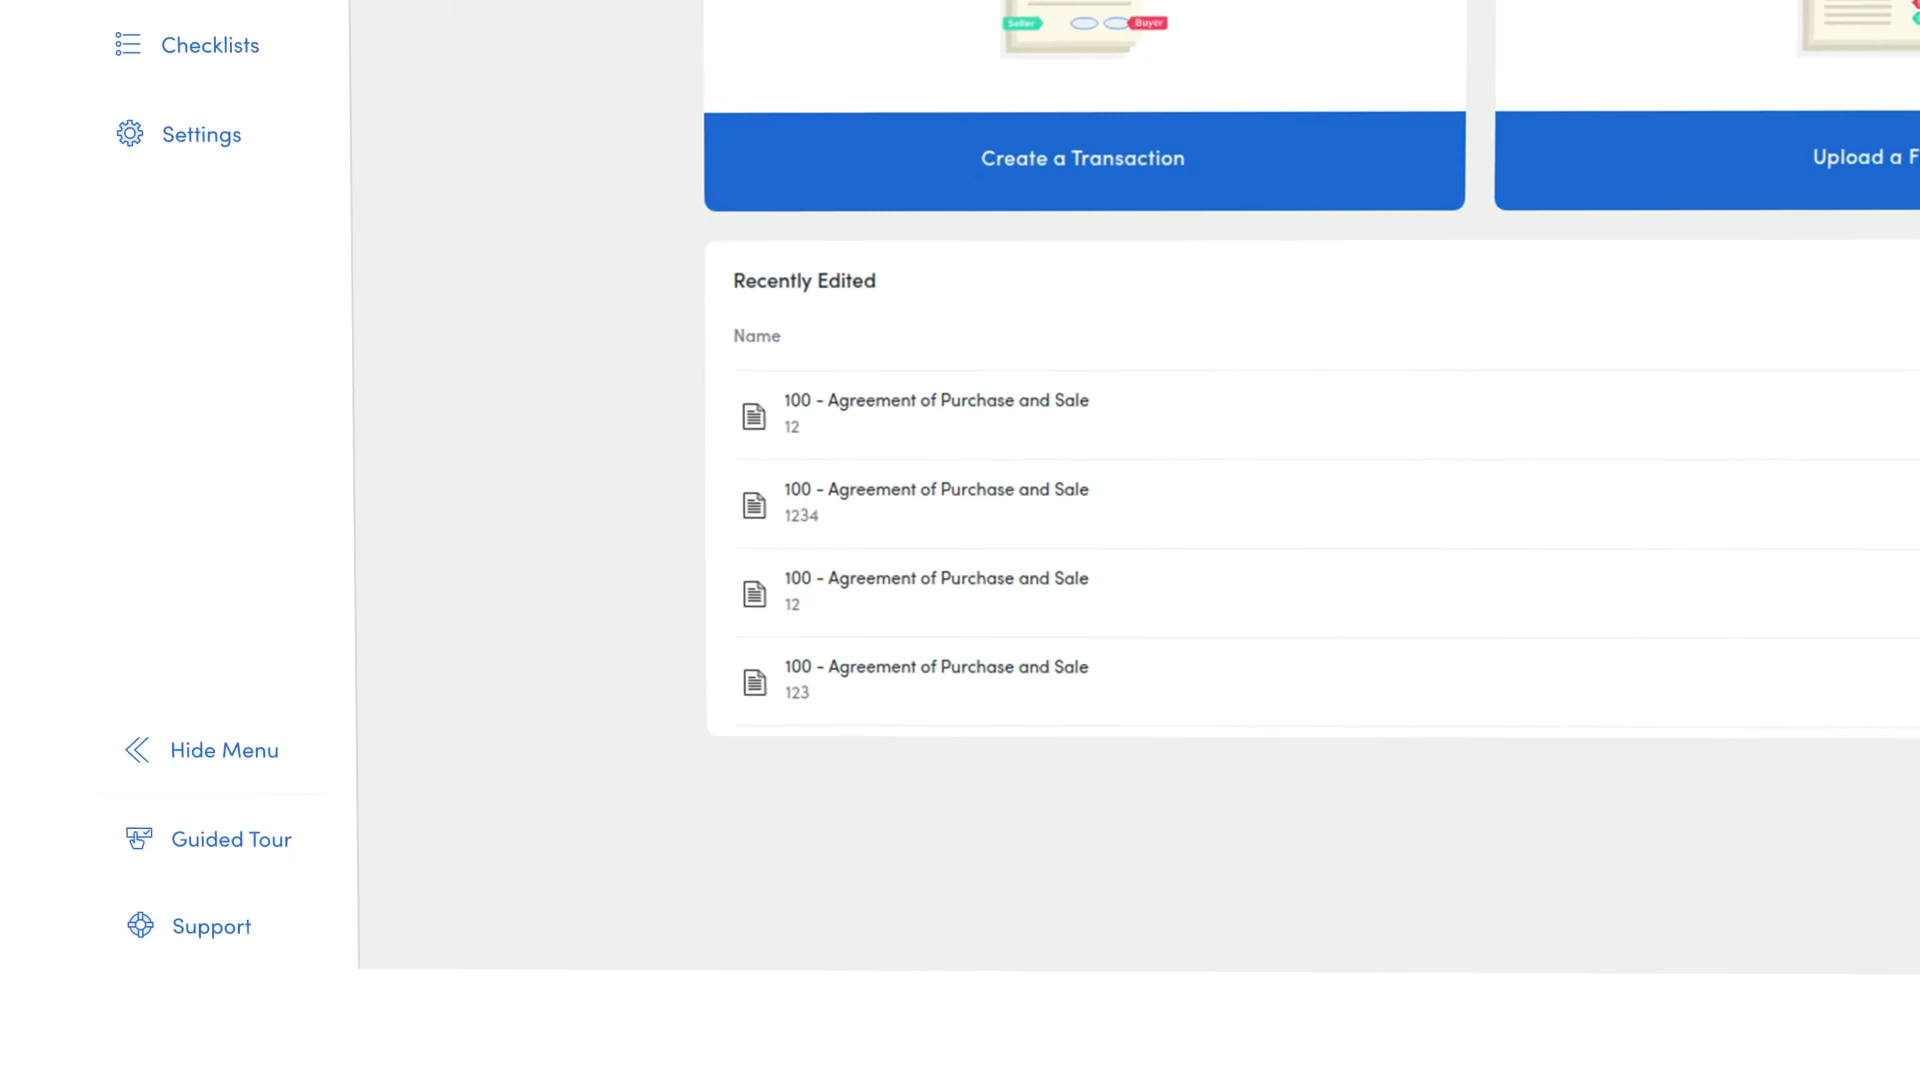 Checklists
Settings
Seller
Buyer
Create a Transaction
Upload a F
Recently Edited
Name
100 - Agreement of Purchase and Sale
12
100 - Agreement of Purchase and Sale
1234
100 - Agreement of Purchase and Sale
12
100 - Agreement of Purchase and Sale
123
Hide Menu
Guided Tour
Support